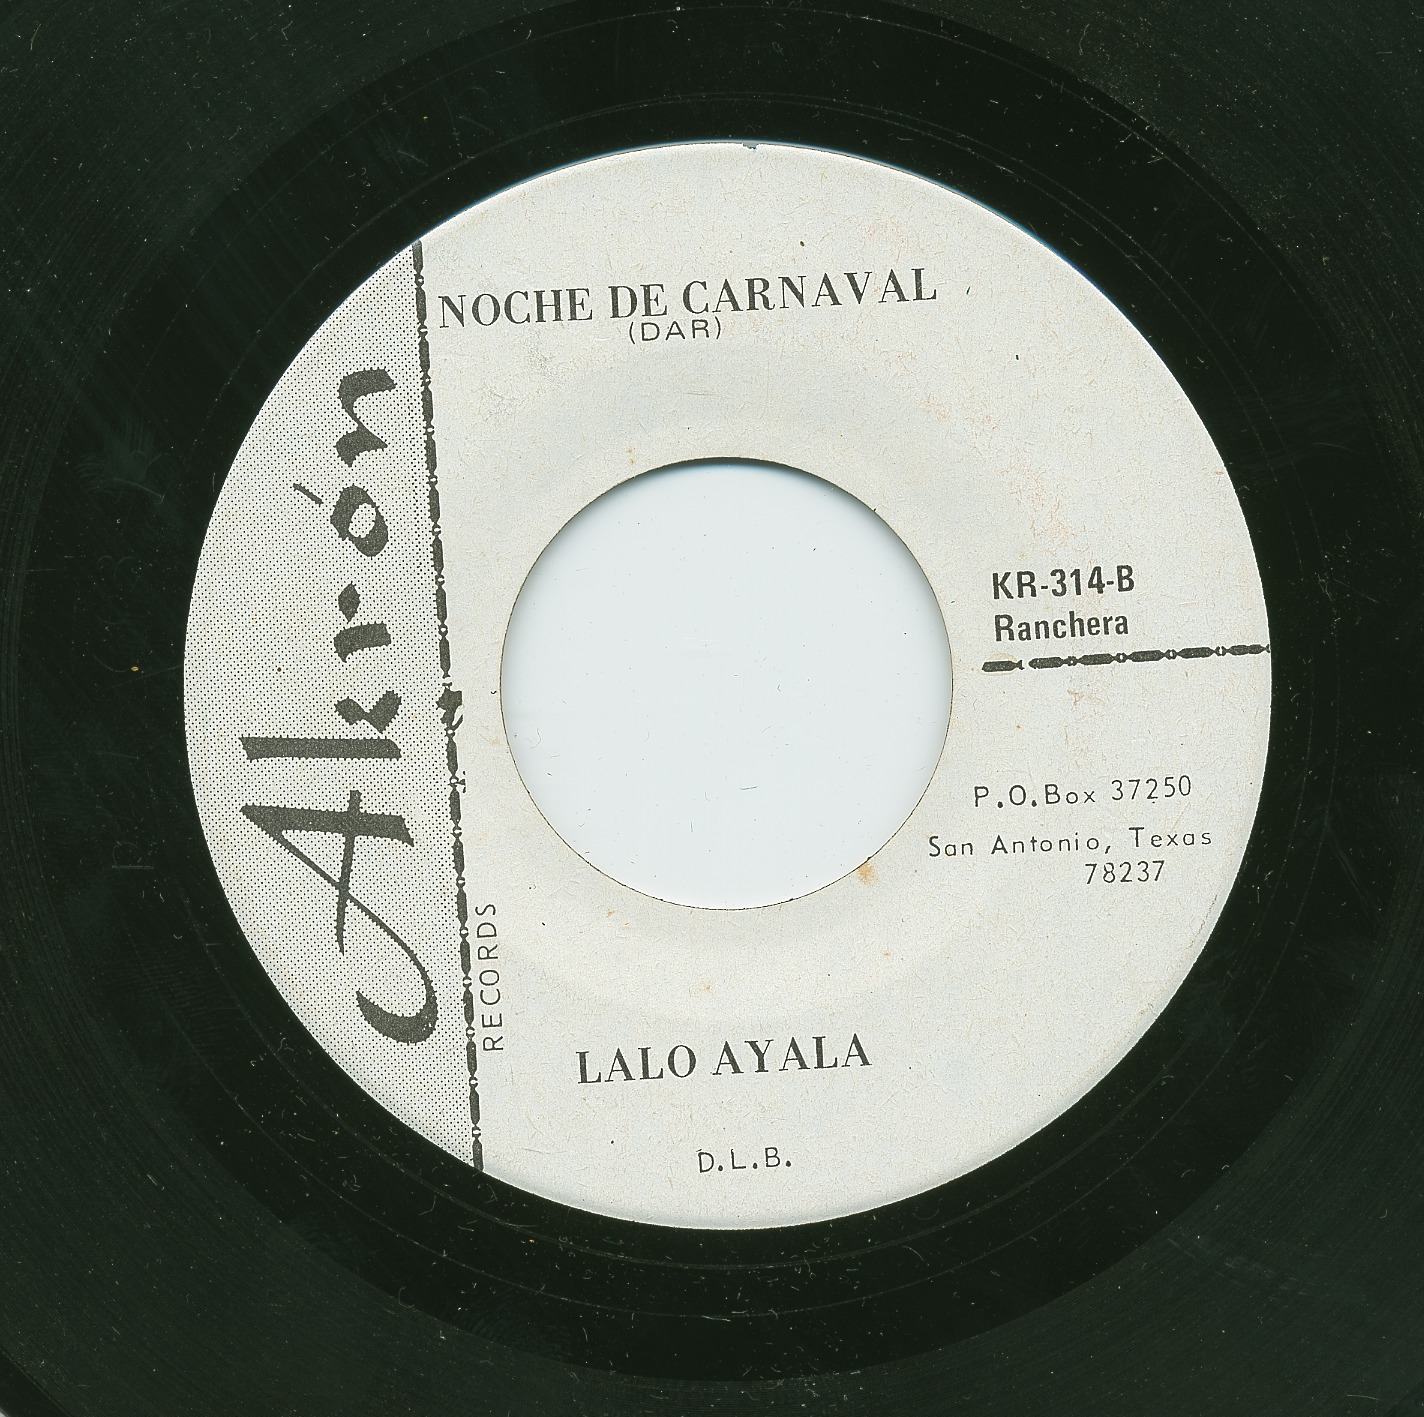 NOCHE DE CARNAVAL
(DAR)
Akrón
RECORDS
KR-314-B
Ranchera
P.O.Box 37250
San Antonio, Texas
78237
LALO AYALA
D.L.B.